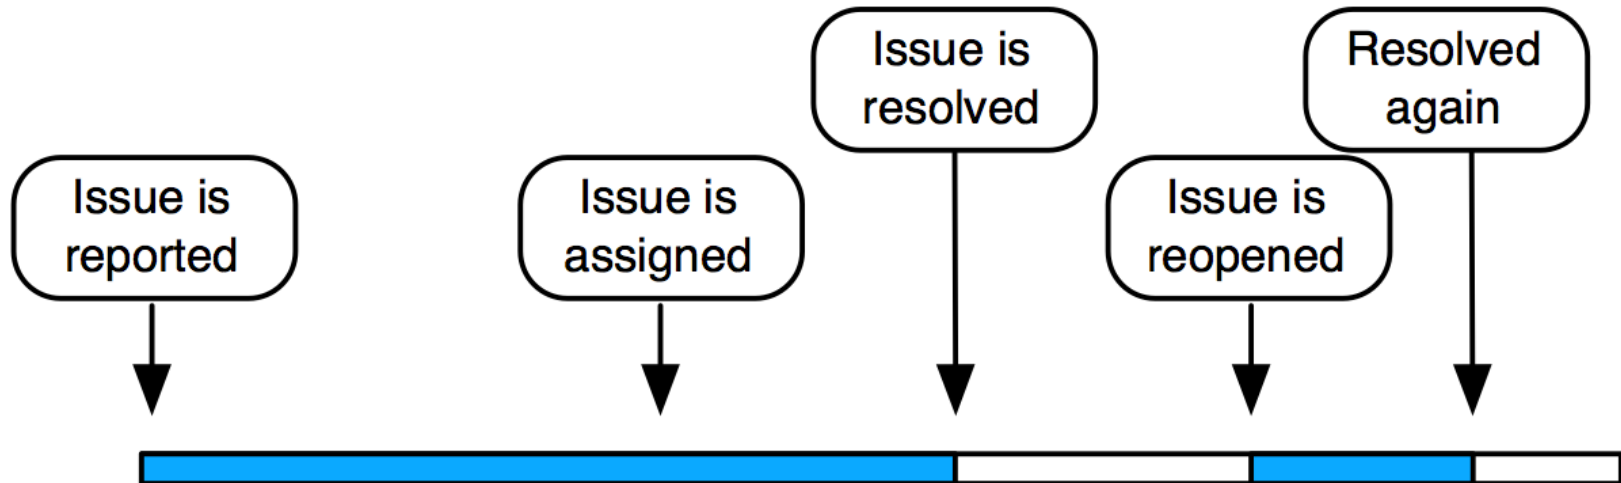 Issue is
reported
Issue is
assigned
Issue is
resolved
Issue is
reopened
Resolved
again